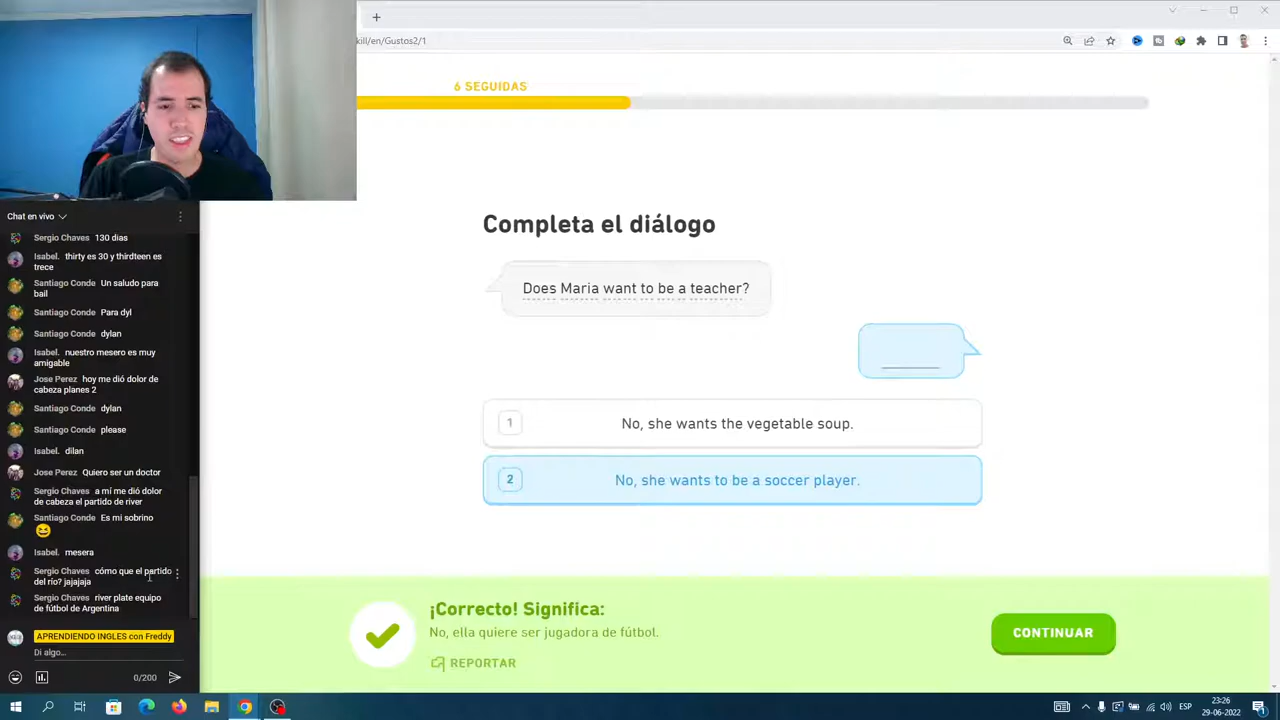 kill/en/Gustos2/1
6 SEGUIDAS
Completa el diálogo
Does Maria want to be a teacher?
1
No, she wants the vegetable soup.
2
No, she wants to be a soccer player.
¡Correcto! Significa:
No, ella quiere ser jugadora de fútbol.
REPORTAR
CONTINUAR
Chat en vivo
Sergio Chaves 130 días
Isabel. thirty es 30 y thirdteen es
trece
Santiago Conde Un saludo para
bail
Santiago Conde Para dyl
Santiago Conde dylan
Isabel. nuestro mesero es muy
amigable
Jose Perez hoy me dió dolor de
cabeza planes 2
Santiago Conde dylan
Santiago Conde please
Isabel. dilan
Jose Perez Quiero ser un doctor
Sergio Chaves a mí me dió dolor
de cabeza el partido de river
Santiago Conde Es mi sobrino
Isabel. mesera
Sergio Chaves cómo que el partido
del río? jajajaja
Sergio Chaves river plate equipo
de fútbol de Argentina
APRENDIENDO INGLES con Freddy
Di algo...
0/200
ESP
23:26
29-06-2022